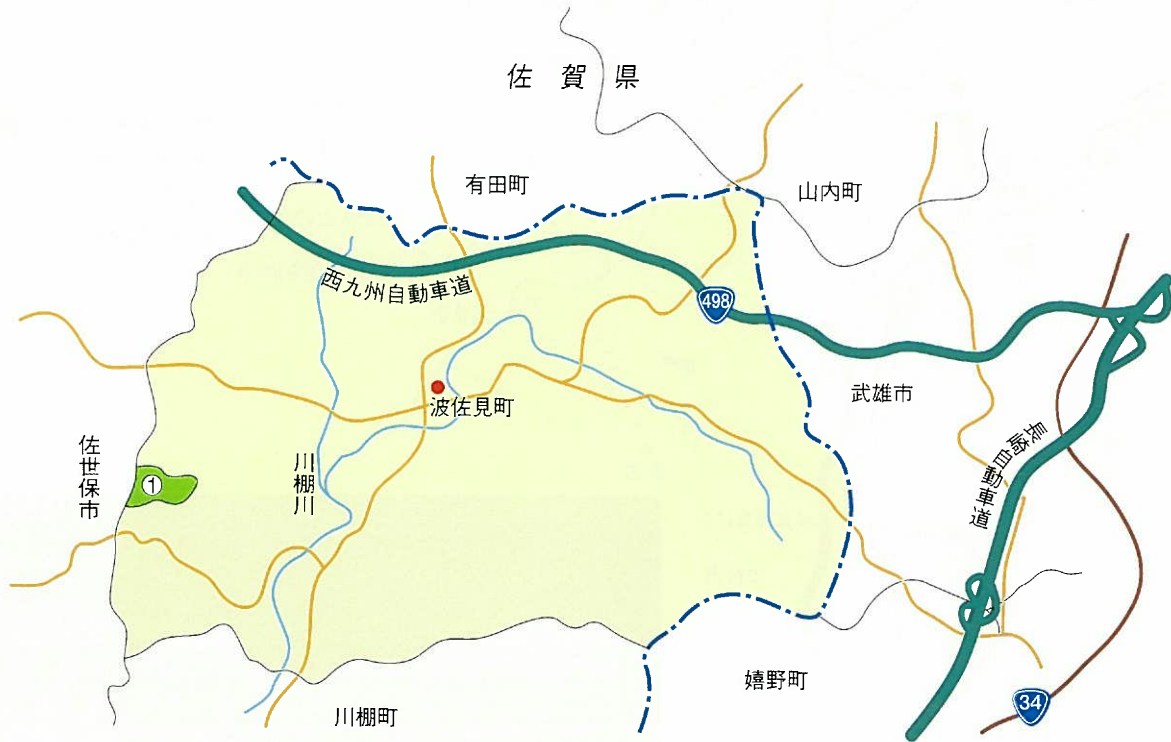 佐賀県
有田町
山内町
西九州自動車道
498
武雄市
波佐見町
佐世保市
川棚川
①
長崎自動車道
嬉野町
34
川棚町